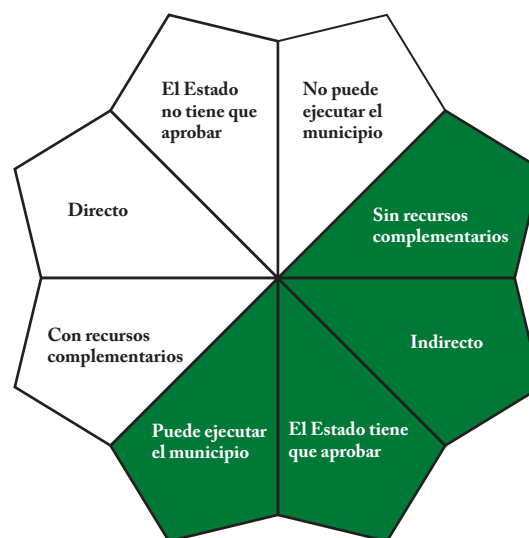 El Estado
no tiene que
aprobar
No puede
ejecutar el
municipio
Directo
Sin recursos
complementarios
Con recursos
complementarios
Indirecto
Puede ejecutar
el municipio
El Estado tiene
que aprobar